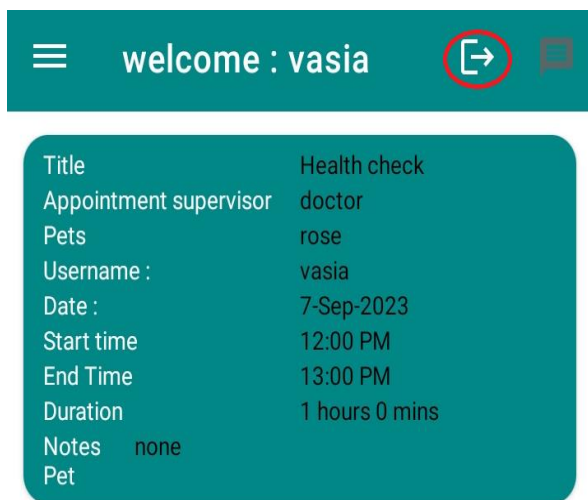 welcome : vasia
Title Health check
Appointment supervisor doctor
Pets rose
Username : vasia
Date : 7-Sep-2023
Start time 12:00 PM
End Time 13:00 PM
Duration 1 hours 0 mins
Notes none
Pet